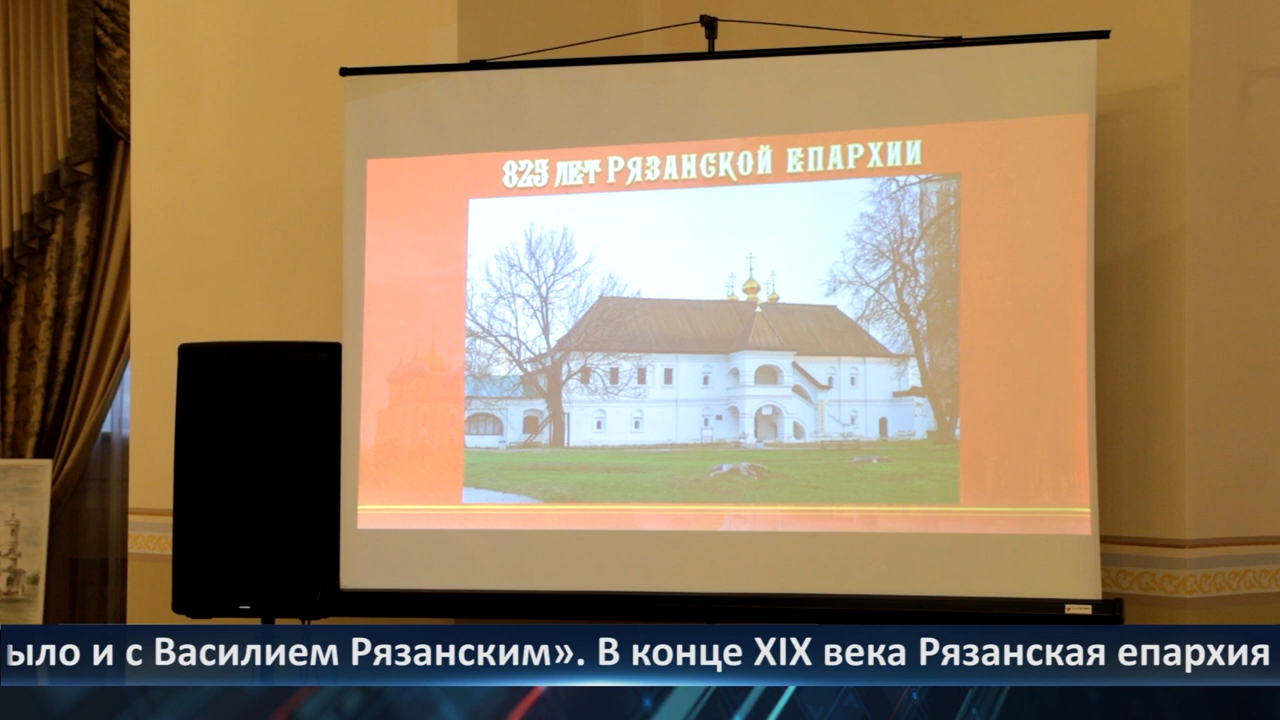 825 ЛЕТ РЯЗАНСКОЙ ЕПАРХИИ
ыло и с Василием Рязанским». В конце XIX века Рязанская епархия